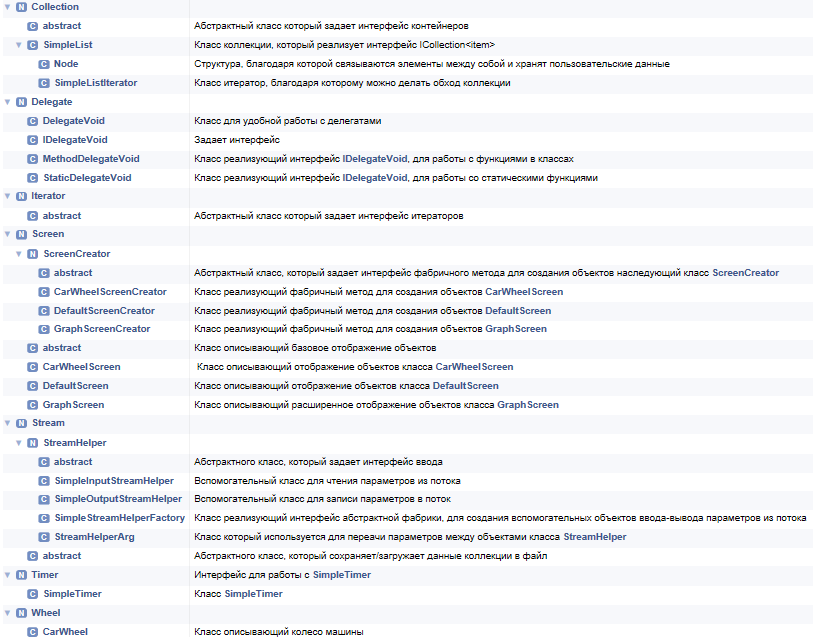 N Collection
C abstract Абстрактный класс который задает интерфейс контейнеров
C SimpleList Класс коллекции, который реализует интерфейс ICollection<item>
C Node Структура, благодаря которой связываются элементы между собой и хранят пользовательские данные
C SimpleListIterator Класс итератор, благодаря которому можно делать обход коллекции
N Delegate
C DelegateVoid Класс для удобной работы с делегатами
C IDelegateVoid Задает интерфейс
C MethodDelegateVoid Класс реализующий интерфейс IDelegateVoid, для работы с функциями в классах
C StaticDelegateVoid Класс реализующий интерфейс IDelegateVoid, для работы со статическими функциями
N Iterator
C abstract Абстрактный класс который задает интерфейс итераторов
N Screen
N ScreenCreator
C abstract Абстрактный класс, который задает интерфейс фабричного метода для создания объектов наследующий класс ScreenCreator
C CarWheelScreenCreator Класс реализующий фабричный метод для создания объектов CarWheelScreen
C DefaultScreenCreator Класс реализующий фабричный метод для создания объектов DefaultScreen
C GraphScreenCreator Класс реализующий фабричный метод для создания объектов GraphScreen
C abstract Класс описывающий базовое отображение объектов
C CarWheelScreen Класс описывающий отображение объектов класса CarWheelScreen
C DefaultScreen Класс описывающий отображение объектов класса DefaultScreen
C GraphScreen Класс описывающий расширенное отображение объектов класса GraphScreen
N Stream
N StreamHelper
C abstract Абстрактного класс, который задает интерфейс ввода
C SimpleInputStreamHelper Вспомогательный класс для чтения параметров из потока
C SimpleOutputStreamHelper Вспомогательный класс для записи параметров в поток
C SimpleStreamHelperFactory Класс реализующий интерфейс абстрактной фабрики, для создания вспомогательных объектов ввода-вывода параметров из потока
C StreamHelperArg Класс который используется для переачи параметров между объектами класса StreamHelper
C abstract Абстрактного класс, который сохраняет/загружает данные коллекции в файл
N Timer Интерфейс для работы с SimpleTimer
C SimpleTimer Класс SimpleTimer
N Wheel
C CarWheel Класс описывающий колесо машины